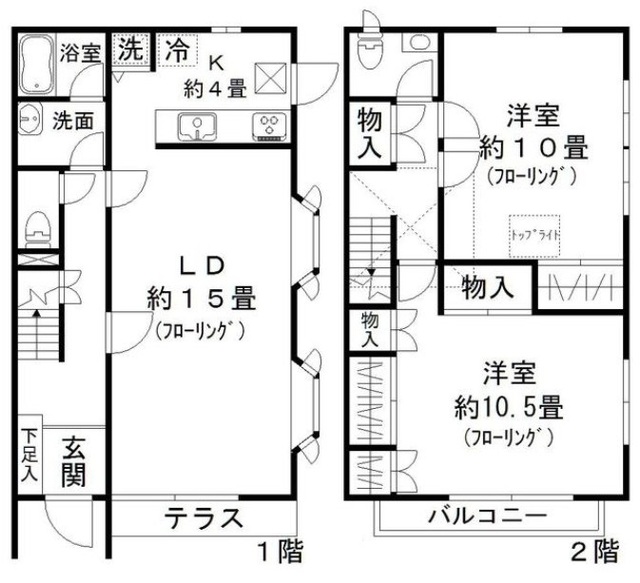 浴室
洗
冷
K
約4畳
洗面
LD
約15畳
(フローリング)
下足入
玄関
テラス
1階
物入
洋室
約10畳
(フローリング)
トップライト
物入
物入
洋室
約10.5畳
(フローリング)
バルコニー
2階